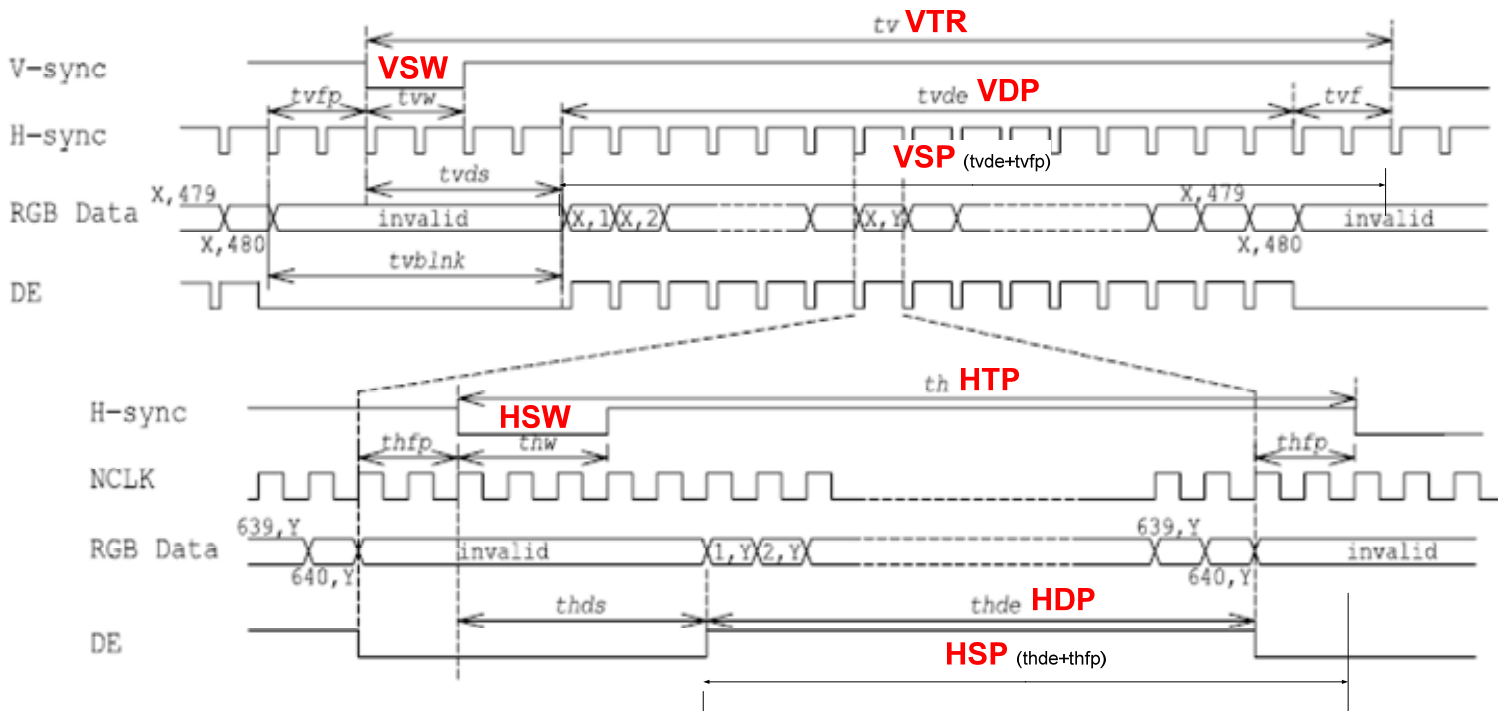 tv VTR
V-sync
VSW
tvfp
tvw
tvde VDP
tvf
H-sync
VSP (tvde+tvfp)
tvds
X,479
X,479
RGB Data
invalid
X,1
X,2
X,Y
invalid
X,480
X,480
tvblnk
DE
th HTP
H-sync
HSW
thfp
thw
thfp
NCLK
639,Y
639,Y
RGB Data
invalid
1,Y
2,Y
invalid
640,Y
640,Y
thds
thde HDP
DE
HSP (thde+thfp)